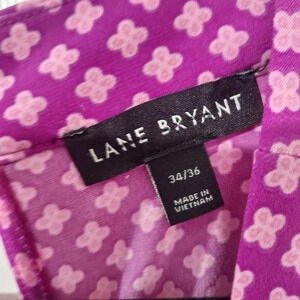 LANE BRYANT
34/36
MADE IN
VIETNAM